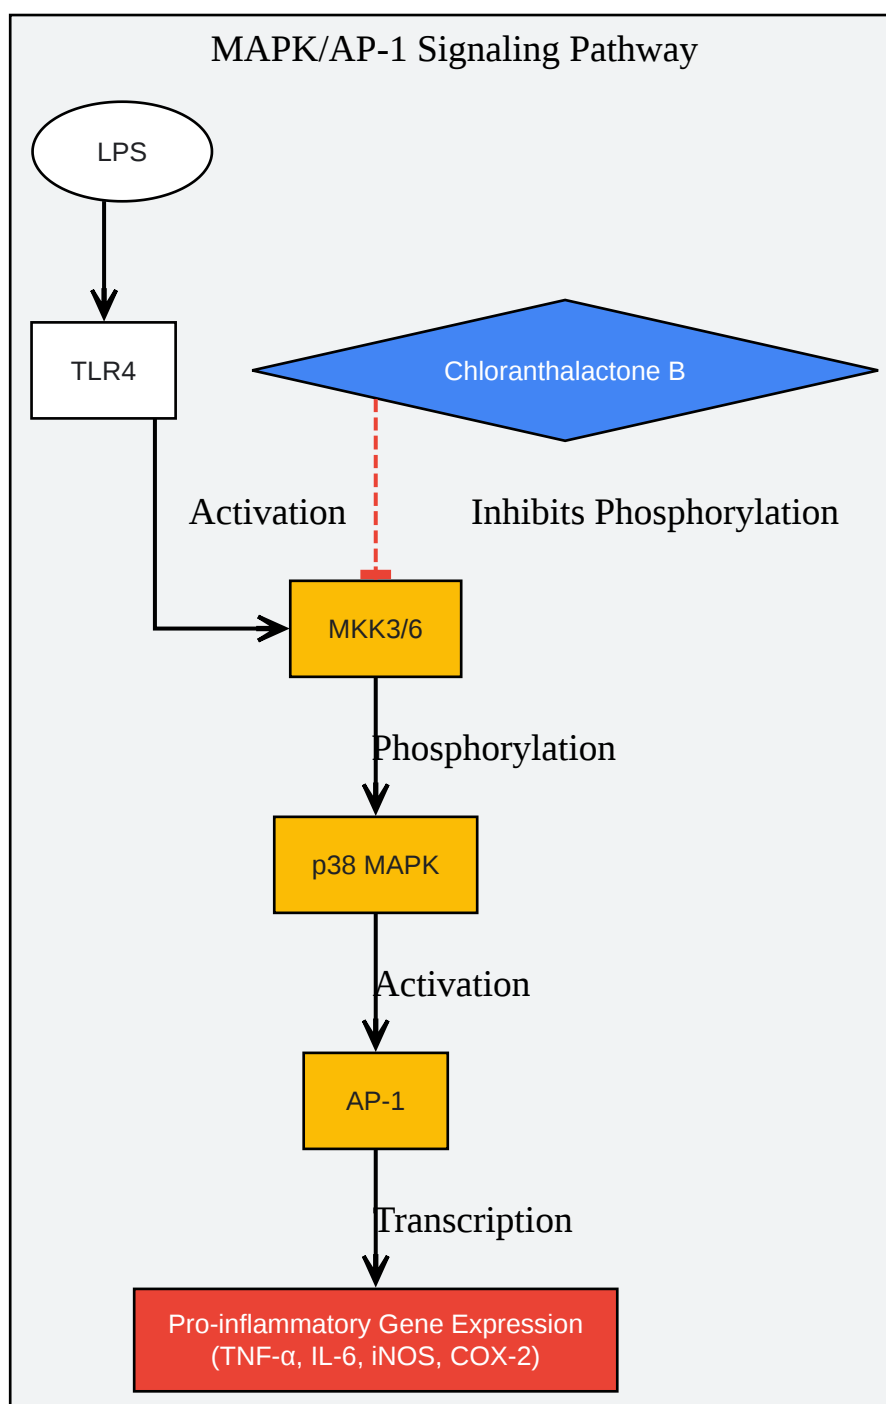 MAPK/AP-1 Signaling Pathway
LPS
TLR4
Chloranthalactone B
Activation
Inhibits Phosphorylation
MKK3/6
Phosphorylation
p38 MAPK
Activation
AP-1
Transcription
Pro-inflammatory Gene Expression
(TNF-α, IL-6, iNOS, COX-2)